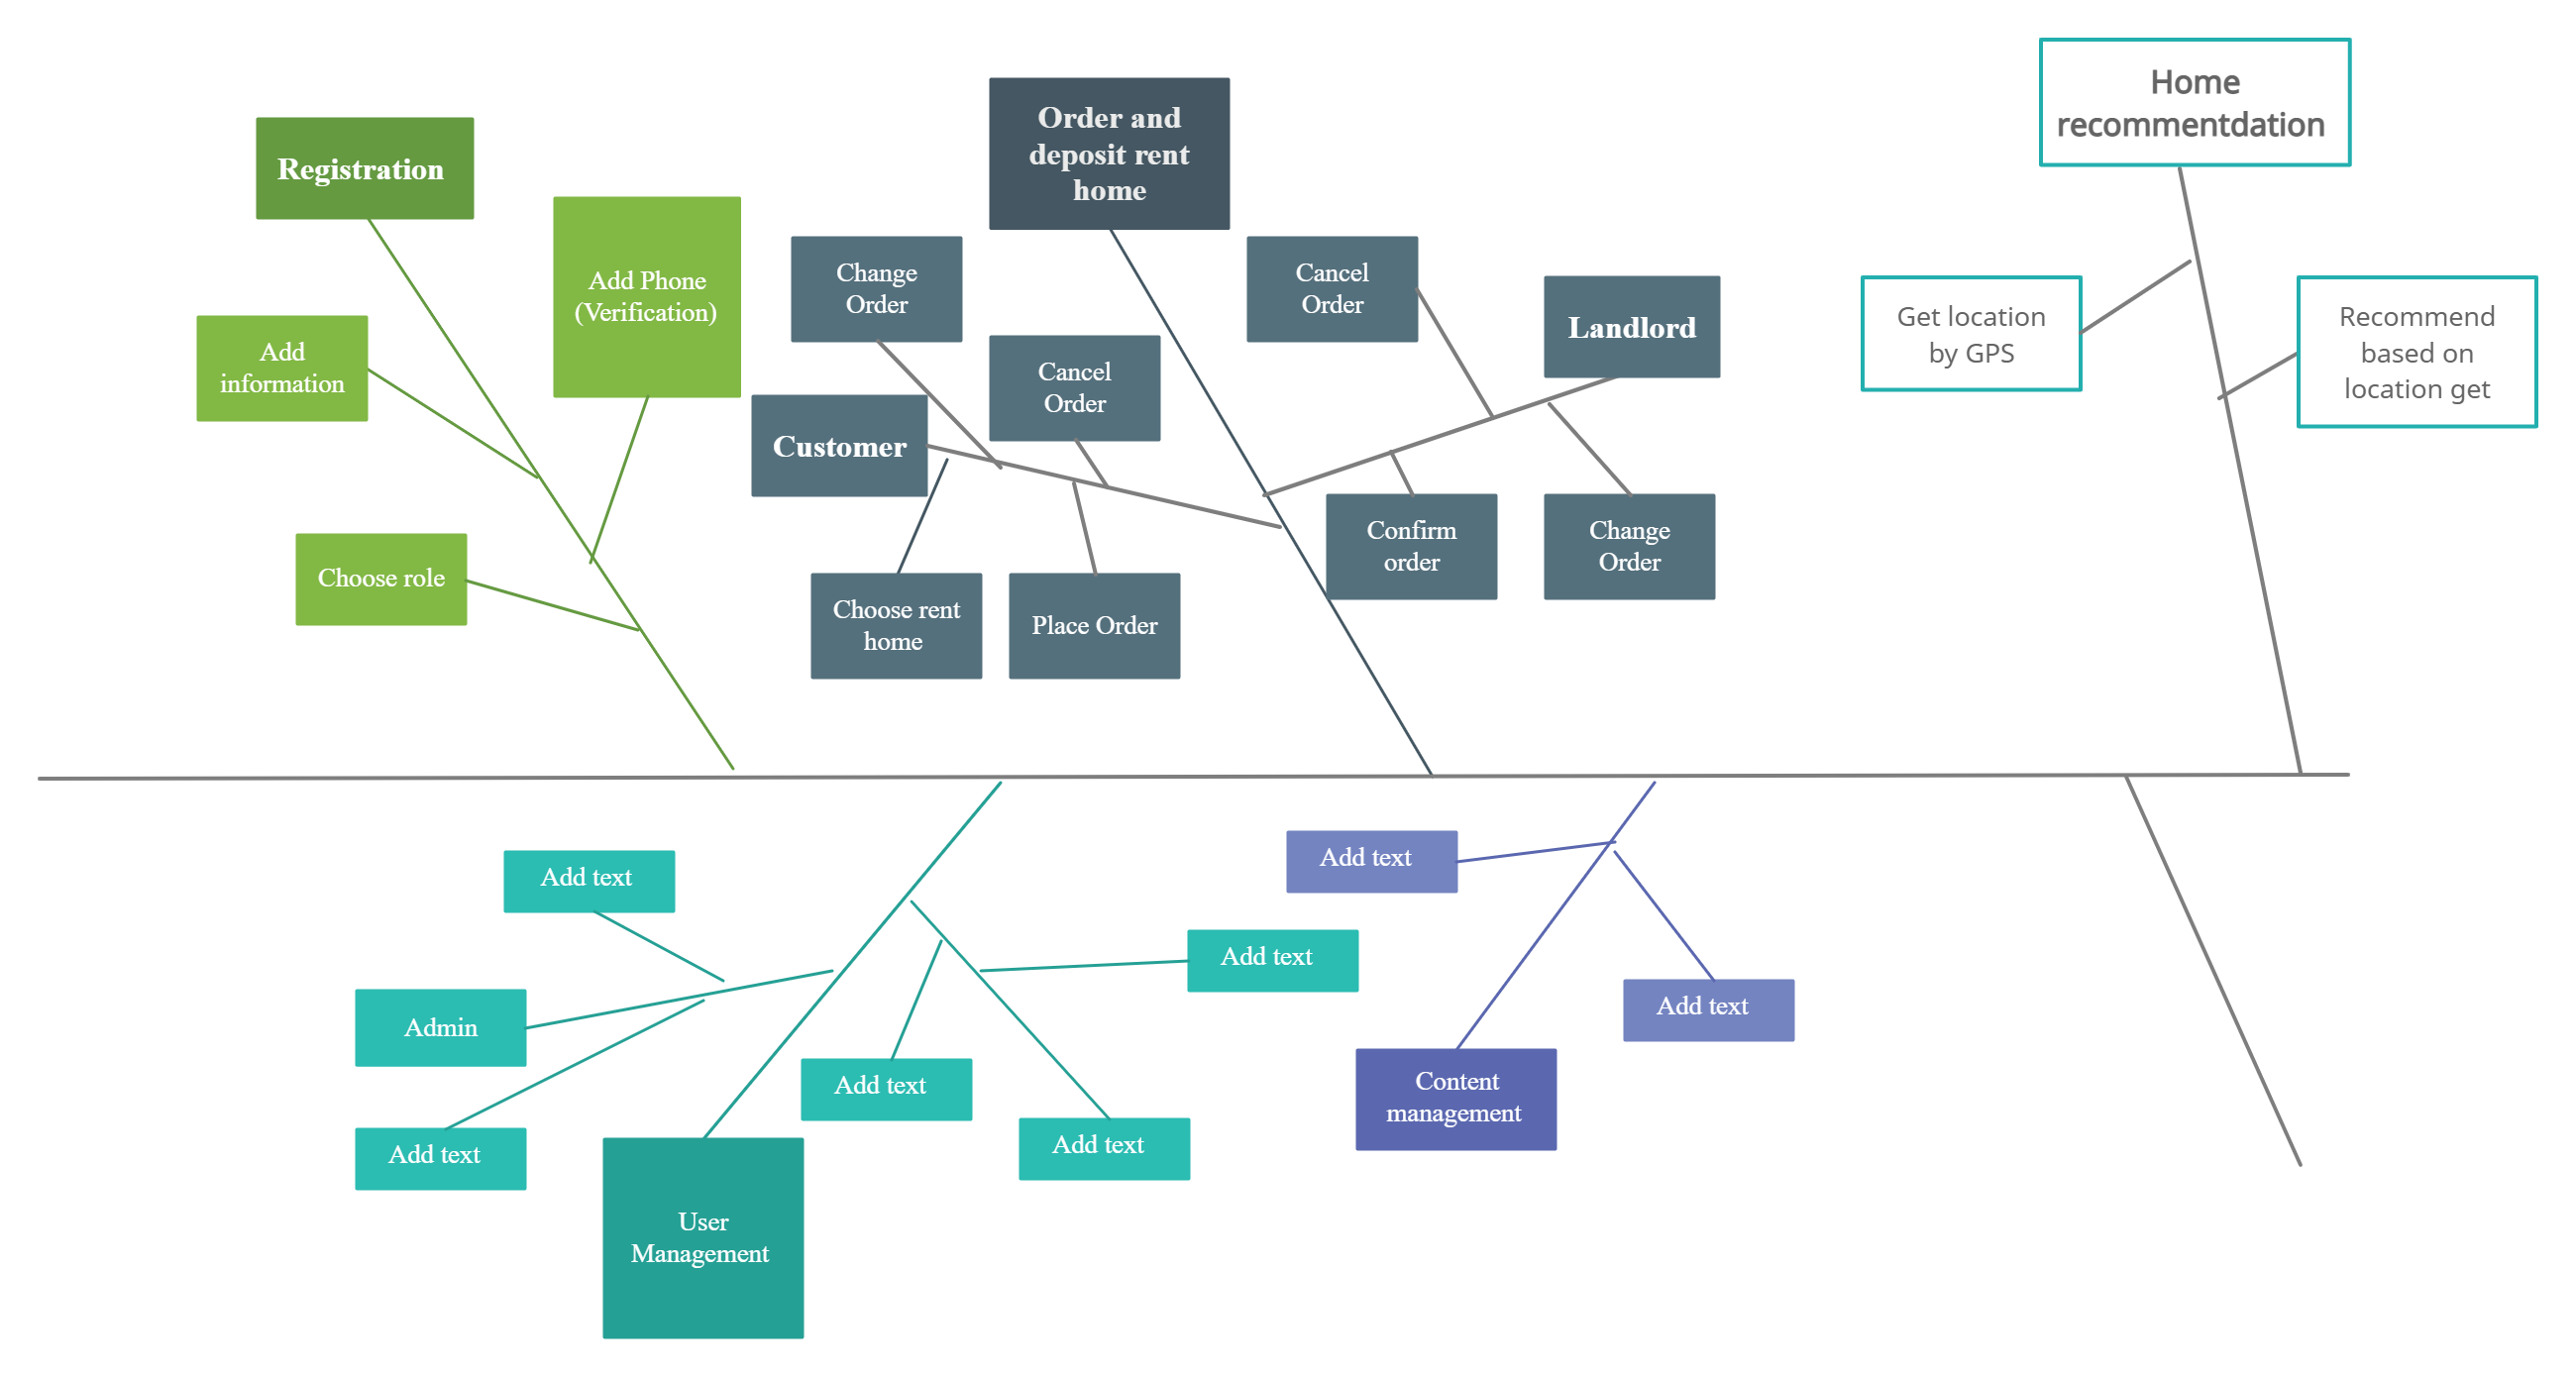 Home
recommentdation
Order and
deposit rent
home
Registration
Add Phone
(Verification)
Change
Order
Cancel
Order
Landlord
Get location
by GPS
Recommend
based on
location get
Add
information
Cancel
Order
Customer
Confirm
order
Change
Order
Choose role
Choose rent
home
Place Order
Add text
Add text
Add text
Add text
Admin
Add text
Add text
Content
management
Add text
Add text
User
Management